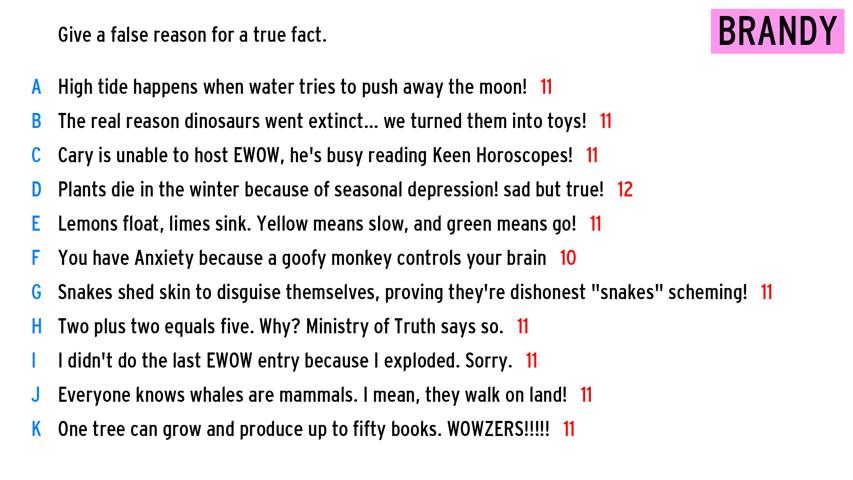 Give a false reason for a true fact.
BRANDY
A High tide happens when water tries to push away the moon! 11
B The real reason dinosaurs went extinct... we turned them into toys! 11
C Cary is unable to host EWOW, he's busy reading Keen Horoscopes! 11
D Plants die in the winter because of seasonal depression! sad but true! 12
E Lemons float, limes sink. Yellow means slow, and green means go! 11
F You have Anxiety because a goofy monkey controls your brain 10
G Snakes shed skin to disguise themselves, proving they're dishonest "snakes" scheming! 11
H Two plus two equals five. Why? Ministry of Truth says so. 11
I I didn't do the last EWOW entry because I exploded. Sorry. 11
J Everyone knows whales are mammals. I mean, they walk on land! 11
K One tree can grow and produce up to fifty books. WOWZERS!!!!! 11